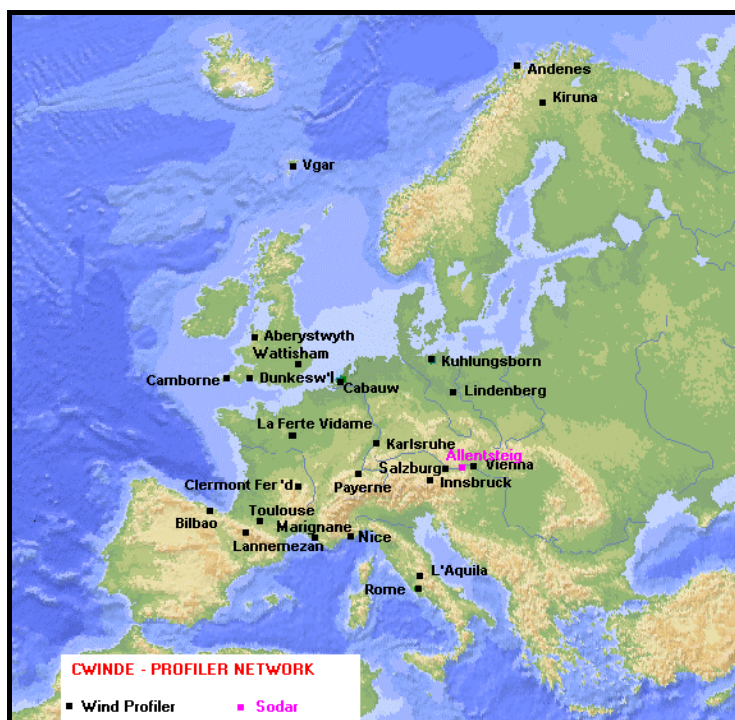 Andenes
Kiruna
Vgar
Aberystwyth
Wattisham
Kuhlungsborn
Camborne
Dunkesw'l
Cabauw
Lindenberg
La Ferte Vidame
Karlsruhe
Allentsteig
Salzburg
Vienna
Payerne
Innsbruck
Clermont Fer'd
Toulouse
Bilbao
Marignane
Nice
Lannemezan
L'Aquila
Rome
CWINDE - PROFILER NETWORK
Wind Profiler
Sodar